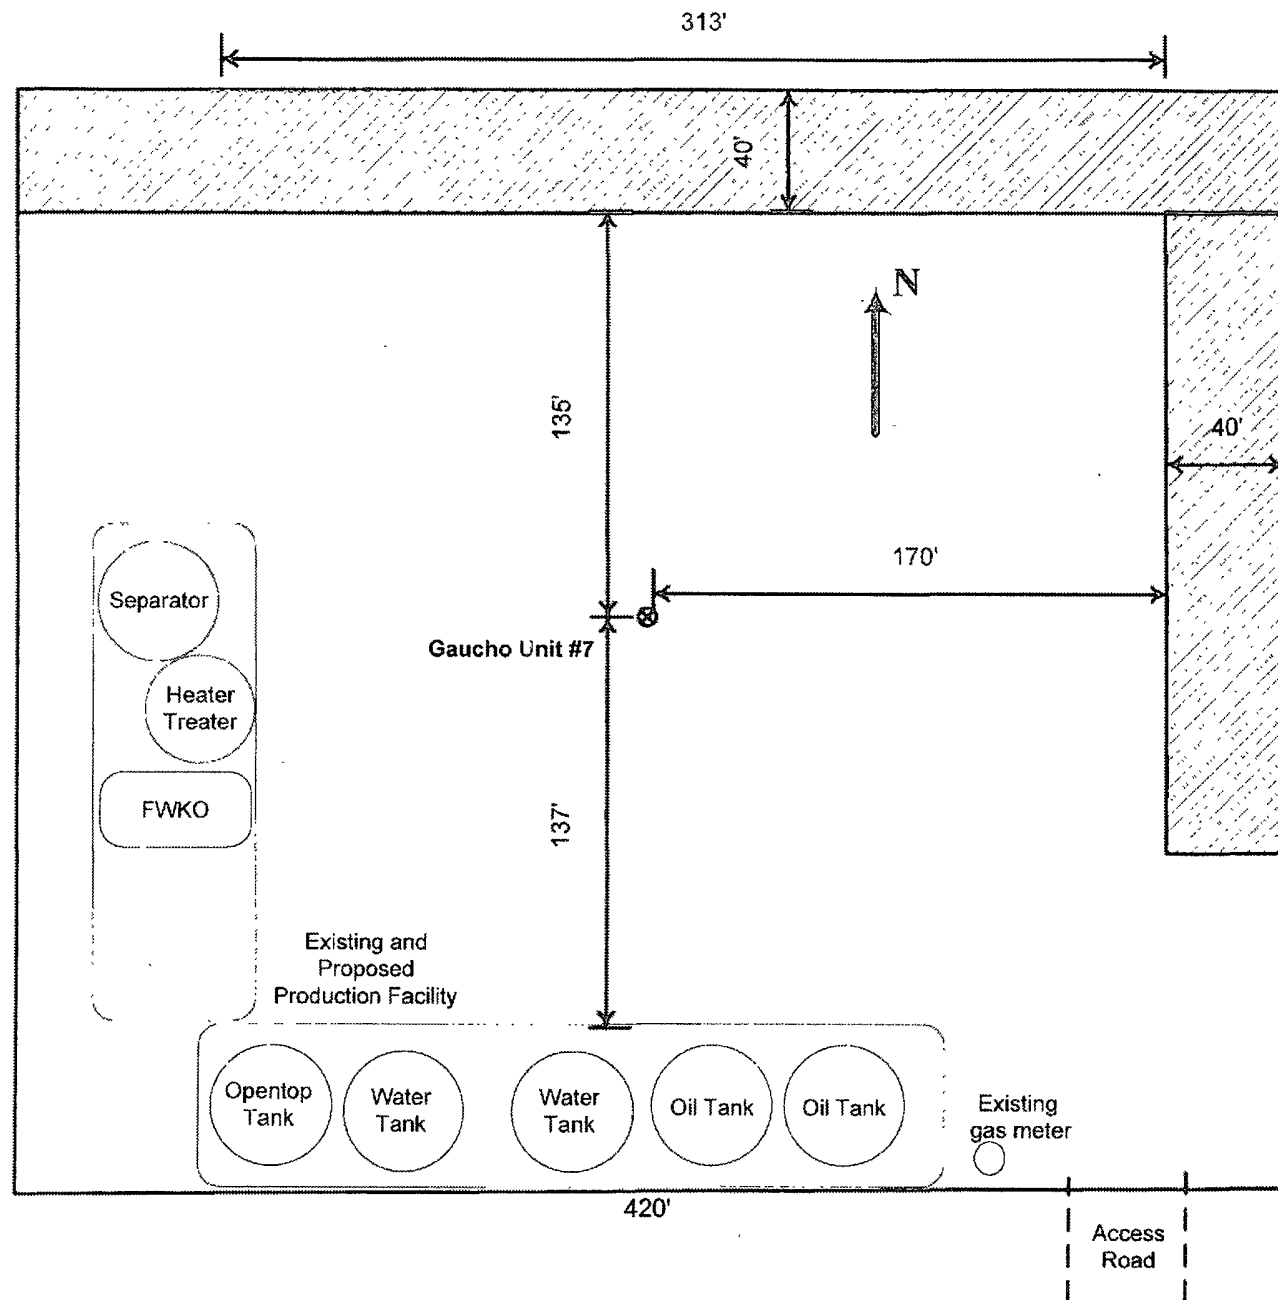 313'
40'
N
135'
40'
170'
Separator
Gaucho Unit #7
Heater
Treater
FWKO
137'
Existing and
Proposed
Production Facility
Opentop
Tank
Water
Tank
Water
Tank
Oil Tank
Oil Tank
Existing
gas meter
420'
Access
Road